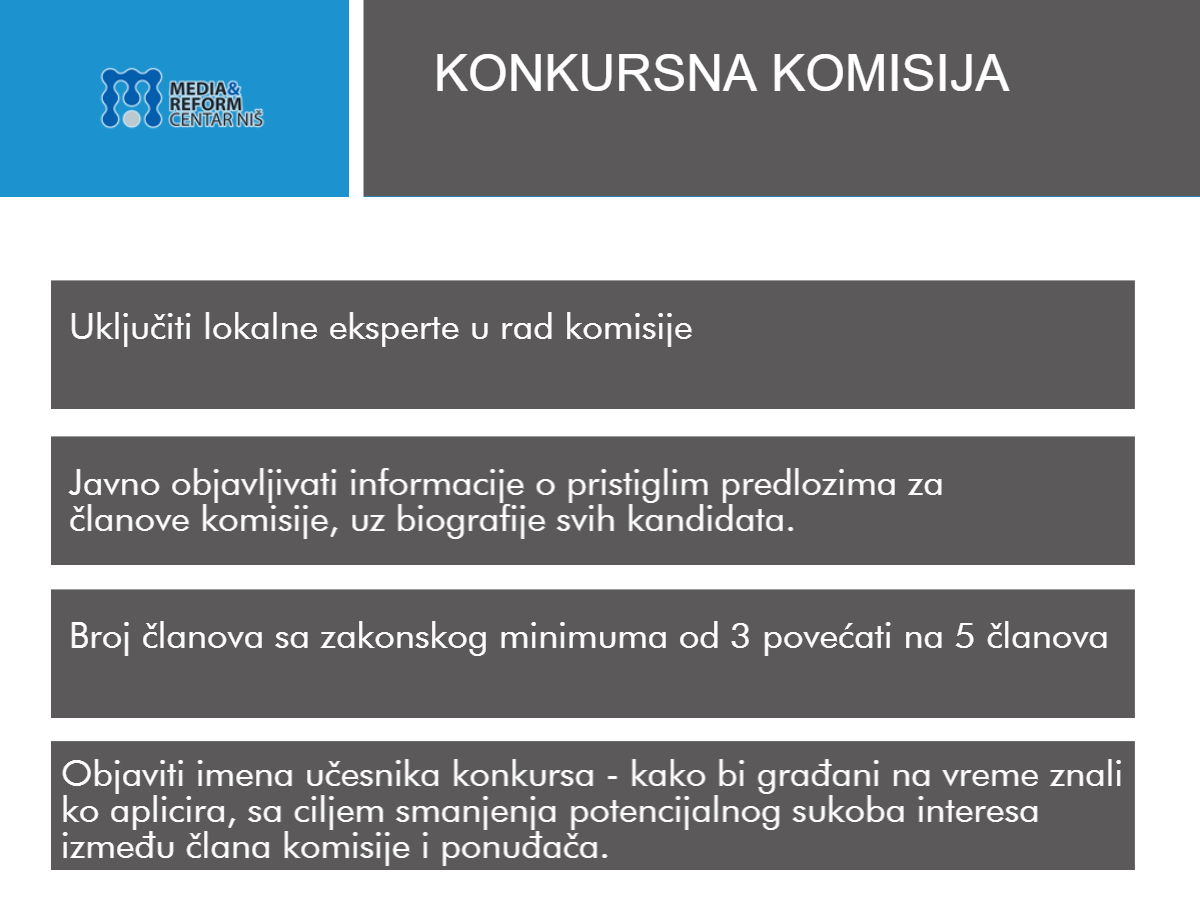 MEDIA&
REFORM
CENTAR NIŠ
KONKURSNA KOMISIJA
Uključiti lokalne eksperte u rad komisije
Javno objavljivati informacije o pristiglim predlozima za
članove komisije, uz biografije svih kandidata.
Broj članova sa zakonskog minimuma od 3 povećati na 5 članova
Objaviti imena učesnika konkursa - kako bi građani na vreme znali
ko aplicira, sa ciljem smanjenja potencijalnog sukoba interesa
između člana komisije i ponuđača.